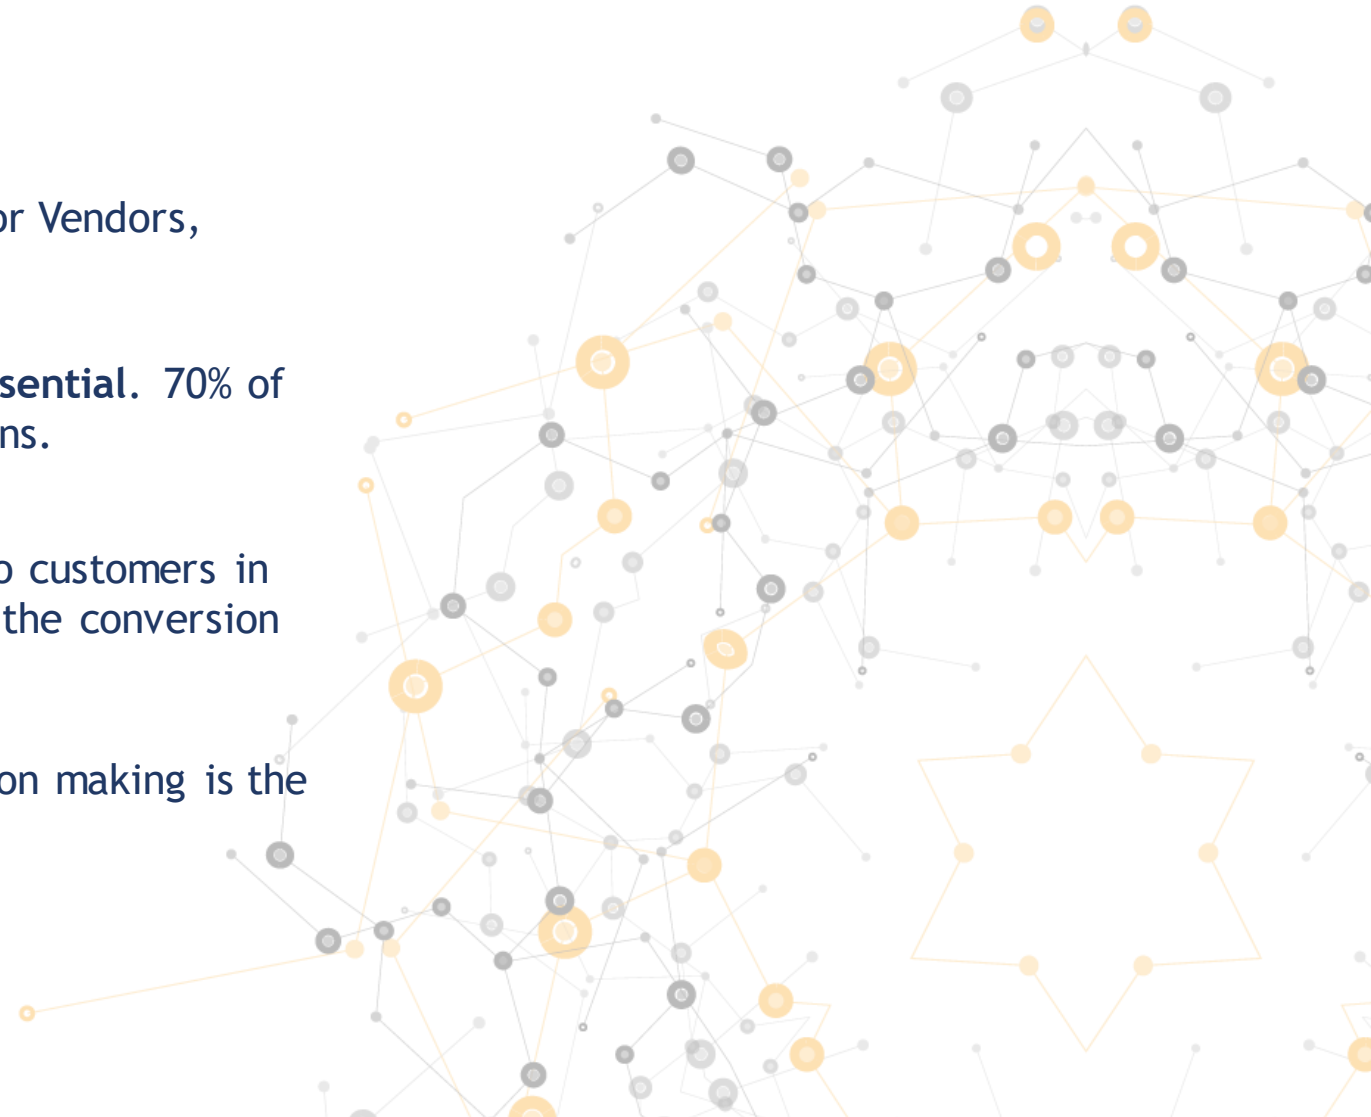 or Vendors,
sential. 70% of
ns.
o customers in
the conversion
on making is the